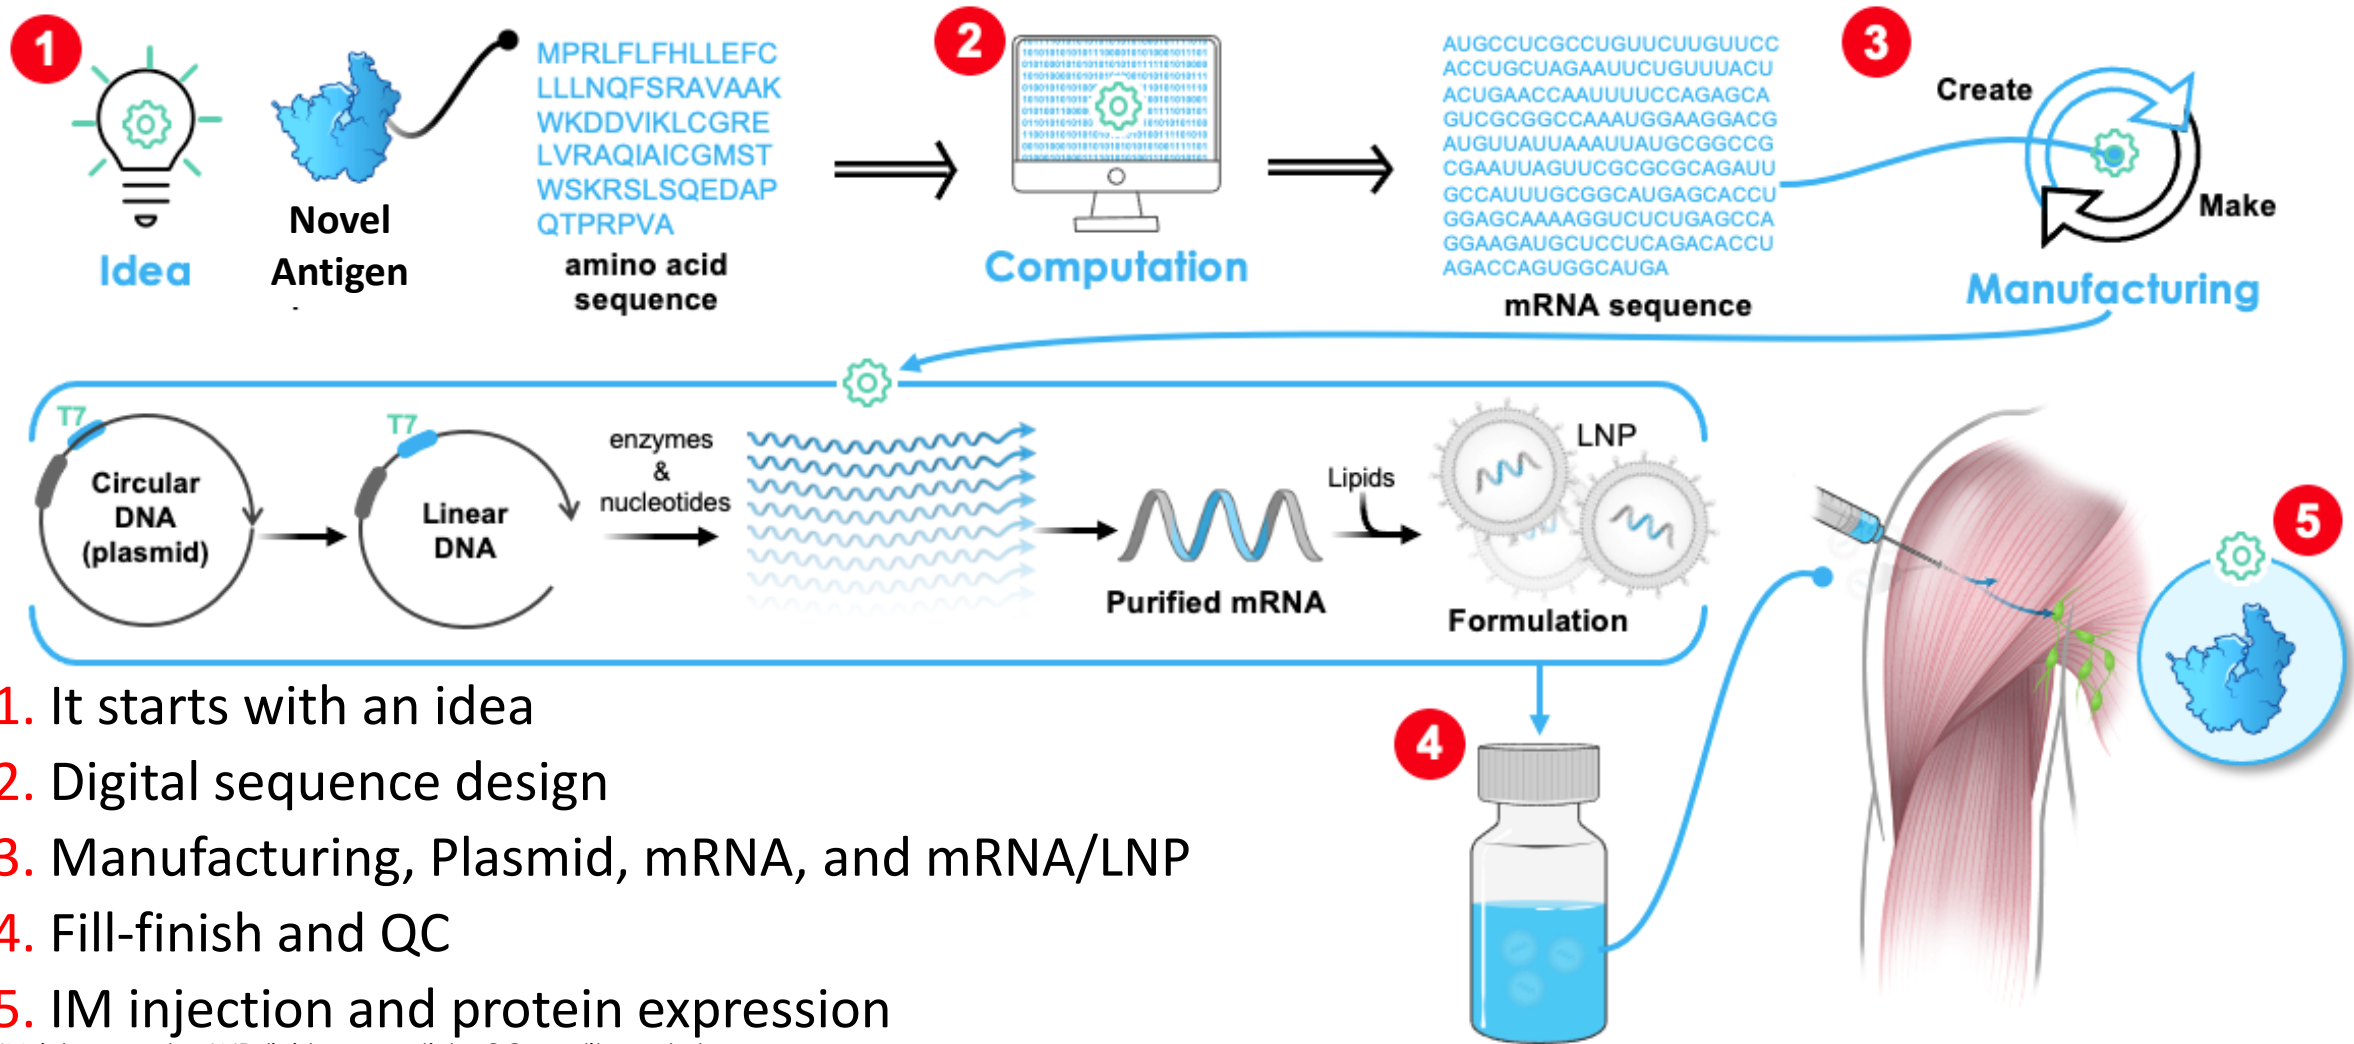 1
Idea
Novel
Antigen
MPRLFLFHLLEFC
LLLNQFSRAVAAK
WKDDVIKLCGRE
LVRAQIAICGMST
WSKRSLSQEDAP
QTPRPVA
amino acid
sequence
2
Computation
AUGCCUCGCCUGUUCUUGUUCC
ACCUGCUAGAAUUCUGUUUACU
ACUGAACCAAUUUUCCAGAGCA
GUCGCGGCCAAAUGGAAGGACG
AUGUUAUUAAAUUAUGCGGCCG
CGAAUUAGUUCGCGCGCAGAUU
GCCAUUUGCGGCAUGAGCACCU
GGAGCAAAAGGUCUCUGAGCCA
GGAAGAUGCUCCUCAGACACCU
AGACCAGUGGCAUGA
mRNA sequence
3
Create
Make
Manufacturing
T7
Circular
DNA
(plasmid)
T7
Linear
DNA
enzymes
&
nucleotides
Purified mRNA
Lipids
LNP
Formulation
4
5
1. It starts with an idea
2. Digital sequence design
3. Manufacturing, Plasmid, mRNA, and mRNA/LNP
4. Fill-finish and QC
5. IM injection and protein expression